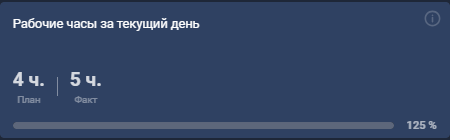 Рабочие часы за текущий день
4 ч. 5 ч.
План Факт
125 %